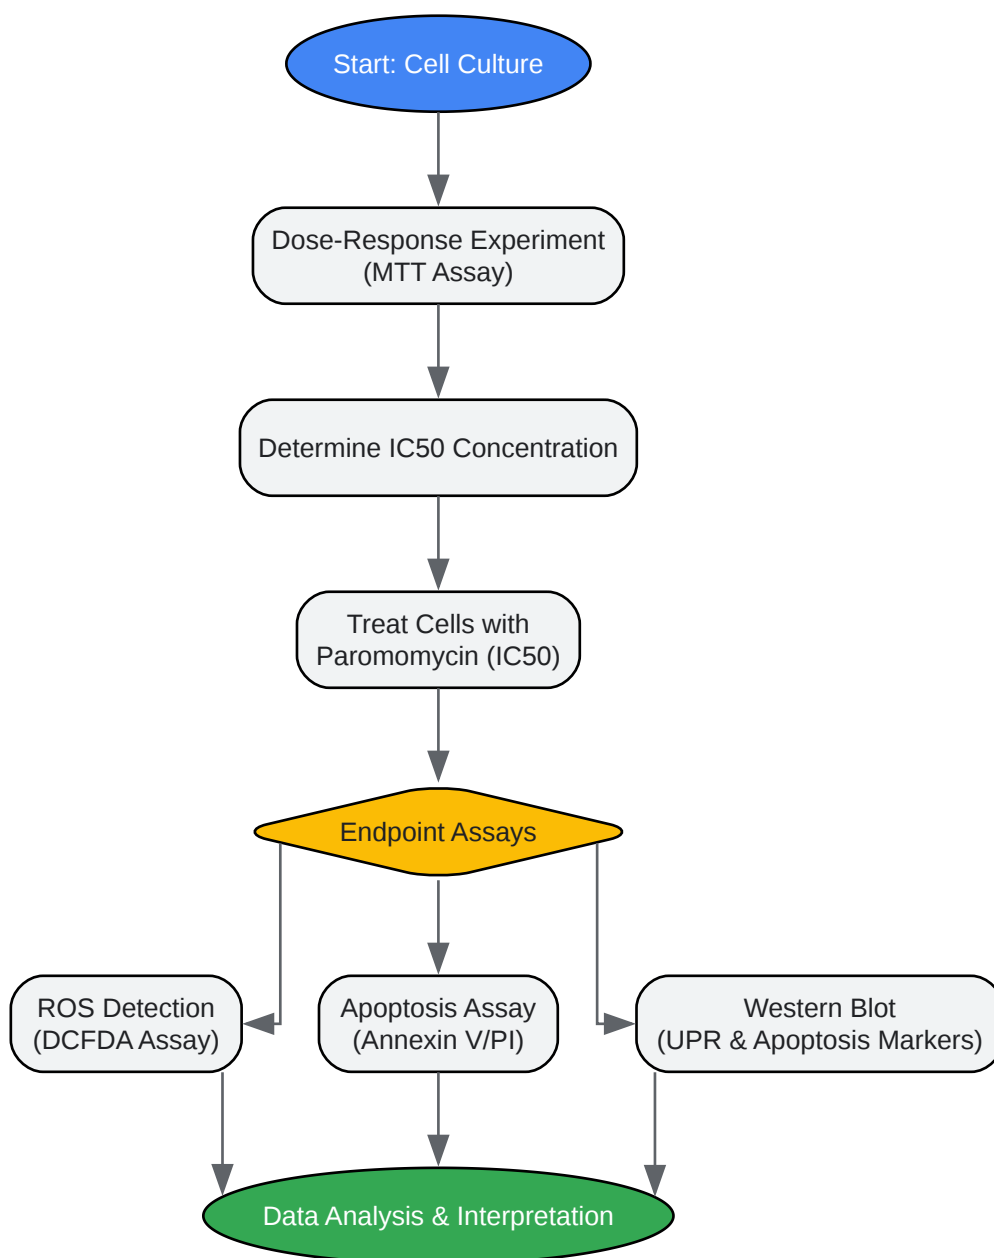 Start: Cell Culture
Dose-Response Experiment
(MTT Assay)
Determine IC50 Concentration
Treat Cells with
Paromomycin (IC50)
Endpoint Assays
ROS Detection
(DCFDA Assay)
Apoptosis Assay
(Annexin V/PI)
Western Blot
(UPR & Apoptosis Markers)
Data Analysis & Interpretation